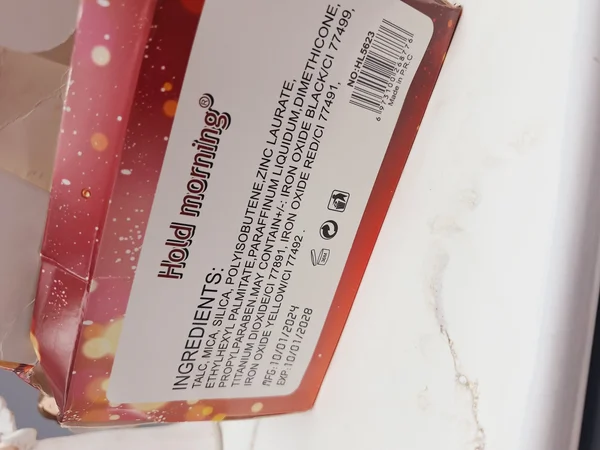 Hold morning®
INGREDIENTS:
TALC, MICA, SILICA, POLYISOBUTENE,ZINC LAURATE,
ETHYLHEXYL PALMITATE,PARAFFINUM LIQUIDUM,DIMETHICONE,
PROPYLPARABEN.MAY CONTAIN+/-: IRON OXIDE BLACK/CI 77499,
TITANIUM DIOXIDE/CI 77891, IRON OXIDE RED/CI 77491,
IRON OXIDE YELLOW/CI 77492 .
MFG:10/01/2024
EXP:10/01/2028
NO:HL5623
Made in P.R.C